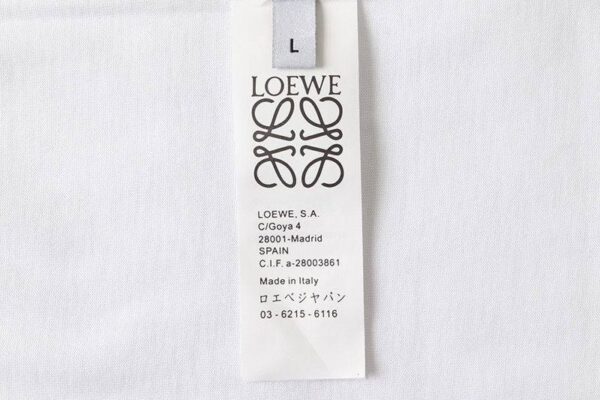 L
LOEWE
LOEWE, S.A.
C/Goya 4
28001-Madrid
SPAIN
C.I.F. a-28003861
Made in Italy
ロエベジャパン
03 - 6215 - 6116